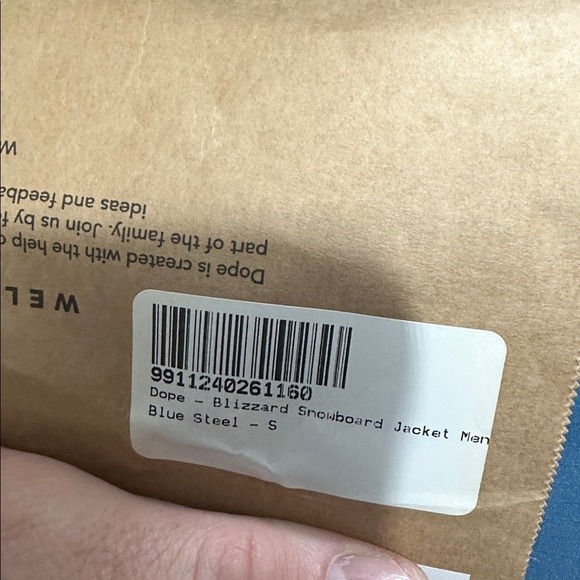 WEL
Dope is created with the help
part of the family. Join us by
ideas and
9911240261160
Dope - Blizzard Snowboard Jacket Men
Blue Steel - S